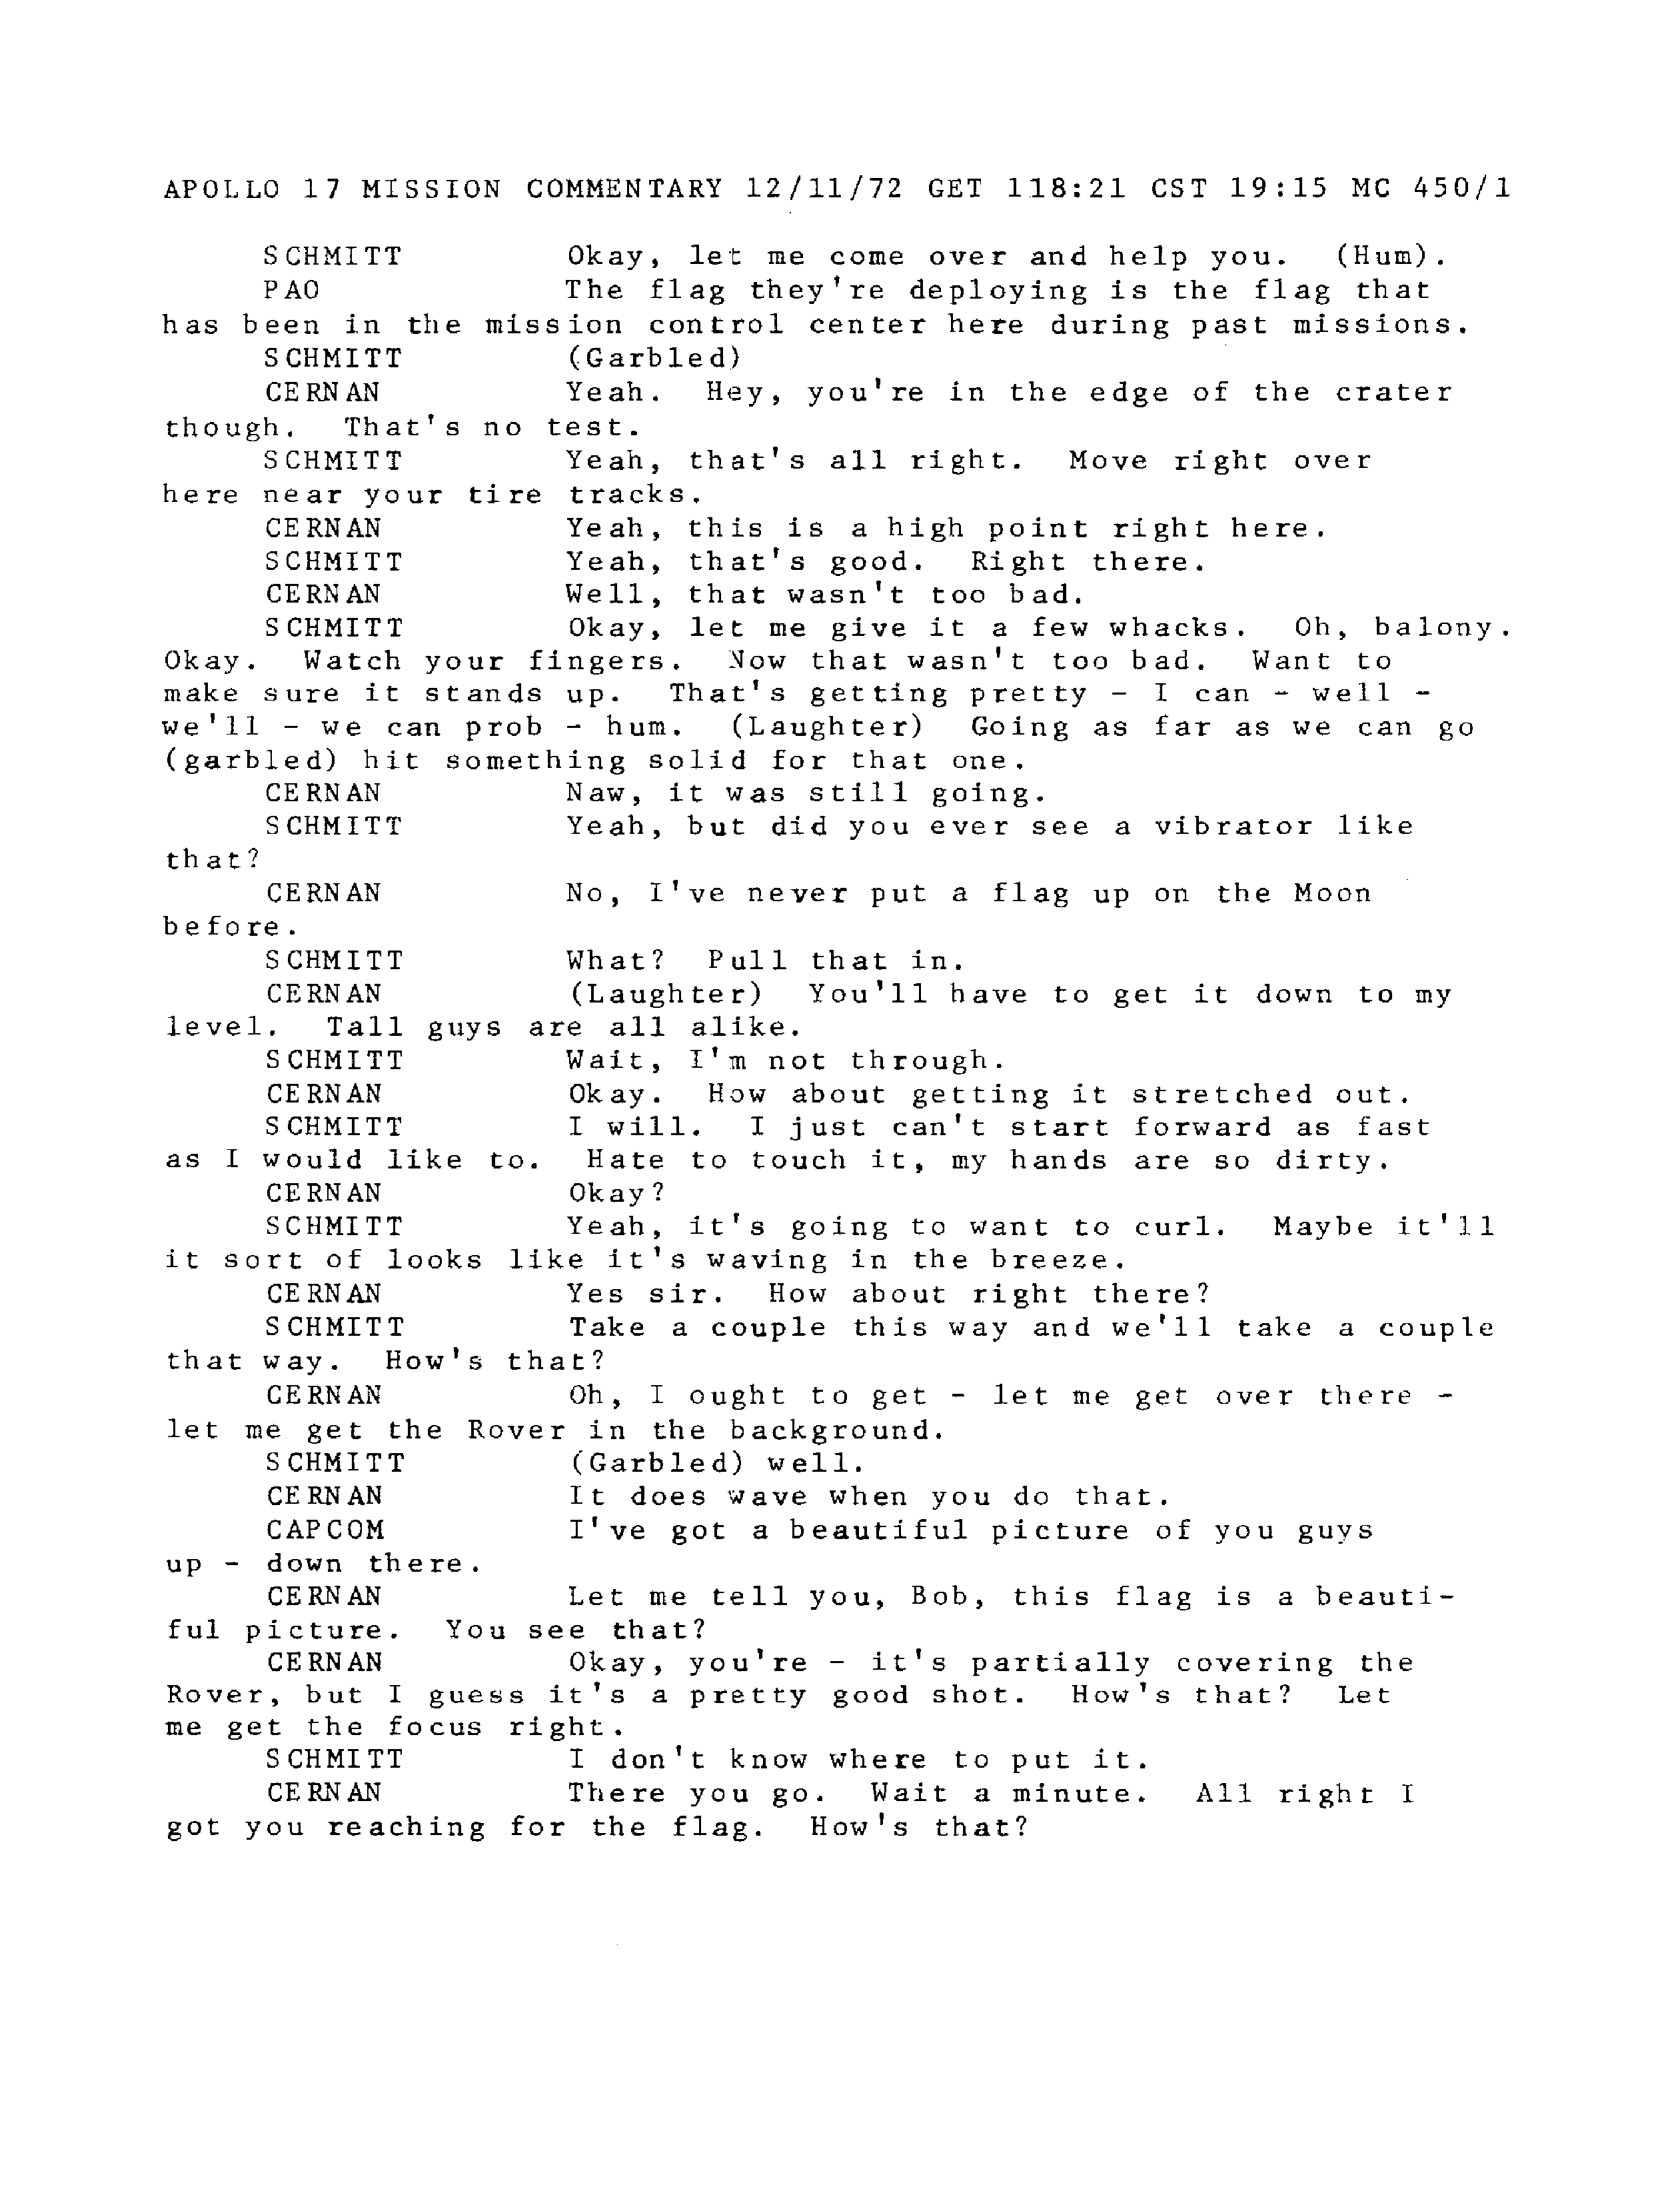 APOLLO 17 MISSION COMMENTARY 12/11/72 GET 118:21 CST 19:15 MC 450/1
SCHMITT Okay, let me come over and help you. (Hum).
PAO The flag they're deploying is the flag that
has been in the mission control center here during past missions.
SCHMITT (Garbled)
CERNAN Yeah. Hey, you're in the edge of the crater
though. That's no test.
SCHMITT Yeah, that's all right. Move right over
here near your tire tracks.
CERNAN Yeah, this is a high point right here.
SCHMITT Yeah, that's good. Right there.
CERNAN Well, that wasn't too bad.
SCHMITT Okay, let me give it a few whacks. Oh, balony.
Okay. Watch your fingers. Now that wasn't too bad. Want to
make sure it stands up. That's getting pretty - I can - well -
we'll - we can prob - hum. (Laughter) Going as far as we can go
(garbled) hit something solid for that one.
CERNAN Naw, it was still going.
SCHMITT Yeah, but did you ever see a vibrator like
that?
CERNAN No, I've never put a flag up on the Moon
before.
SCHMITT What? Pull that in.
CERNAN (Laughter) You'll have to get it down to my
level. Tall guys are all alike.
SCHMITT Wait, I'm not through.
CERNAN Okay. How about getting it stretched out.
SCHMITT I will. I just can't start forward as fast
as I would like to. Hate to touch it, my hands are so dirty.
CERNAN Okay?
SCHMITT Yeah, it's going to want to curl. Maybe it'll
it sort of looks like it's waving in the breeze.
CERNAN Yes sir. How about right there?
SCHMITT Take a couple this way and we'll take a couple
that way. How's that?
CERNAN Oh, I ought to get - let me get over there -
let me get the Rover in the background.
SCHMITT (Garbled) well.
CERNAN It does wave when you do that.
CAPCOM I've got a beautiful picture of you guys
up - down there.
CERNAN Let me tell you, Bob, this flag is a beauti-
ful picture. You see that?
CERNAN Okay, you're - it's partially covering the
Rover, but I guess it's a pretty good shot. How's that? Let
me get the focus right.
SCHMITT I don't know where to put it.
CERNAN There you go. Wait a minute. All right I
got you reaching for the flag. How's that?